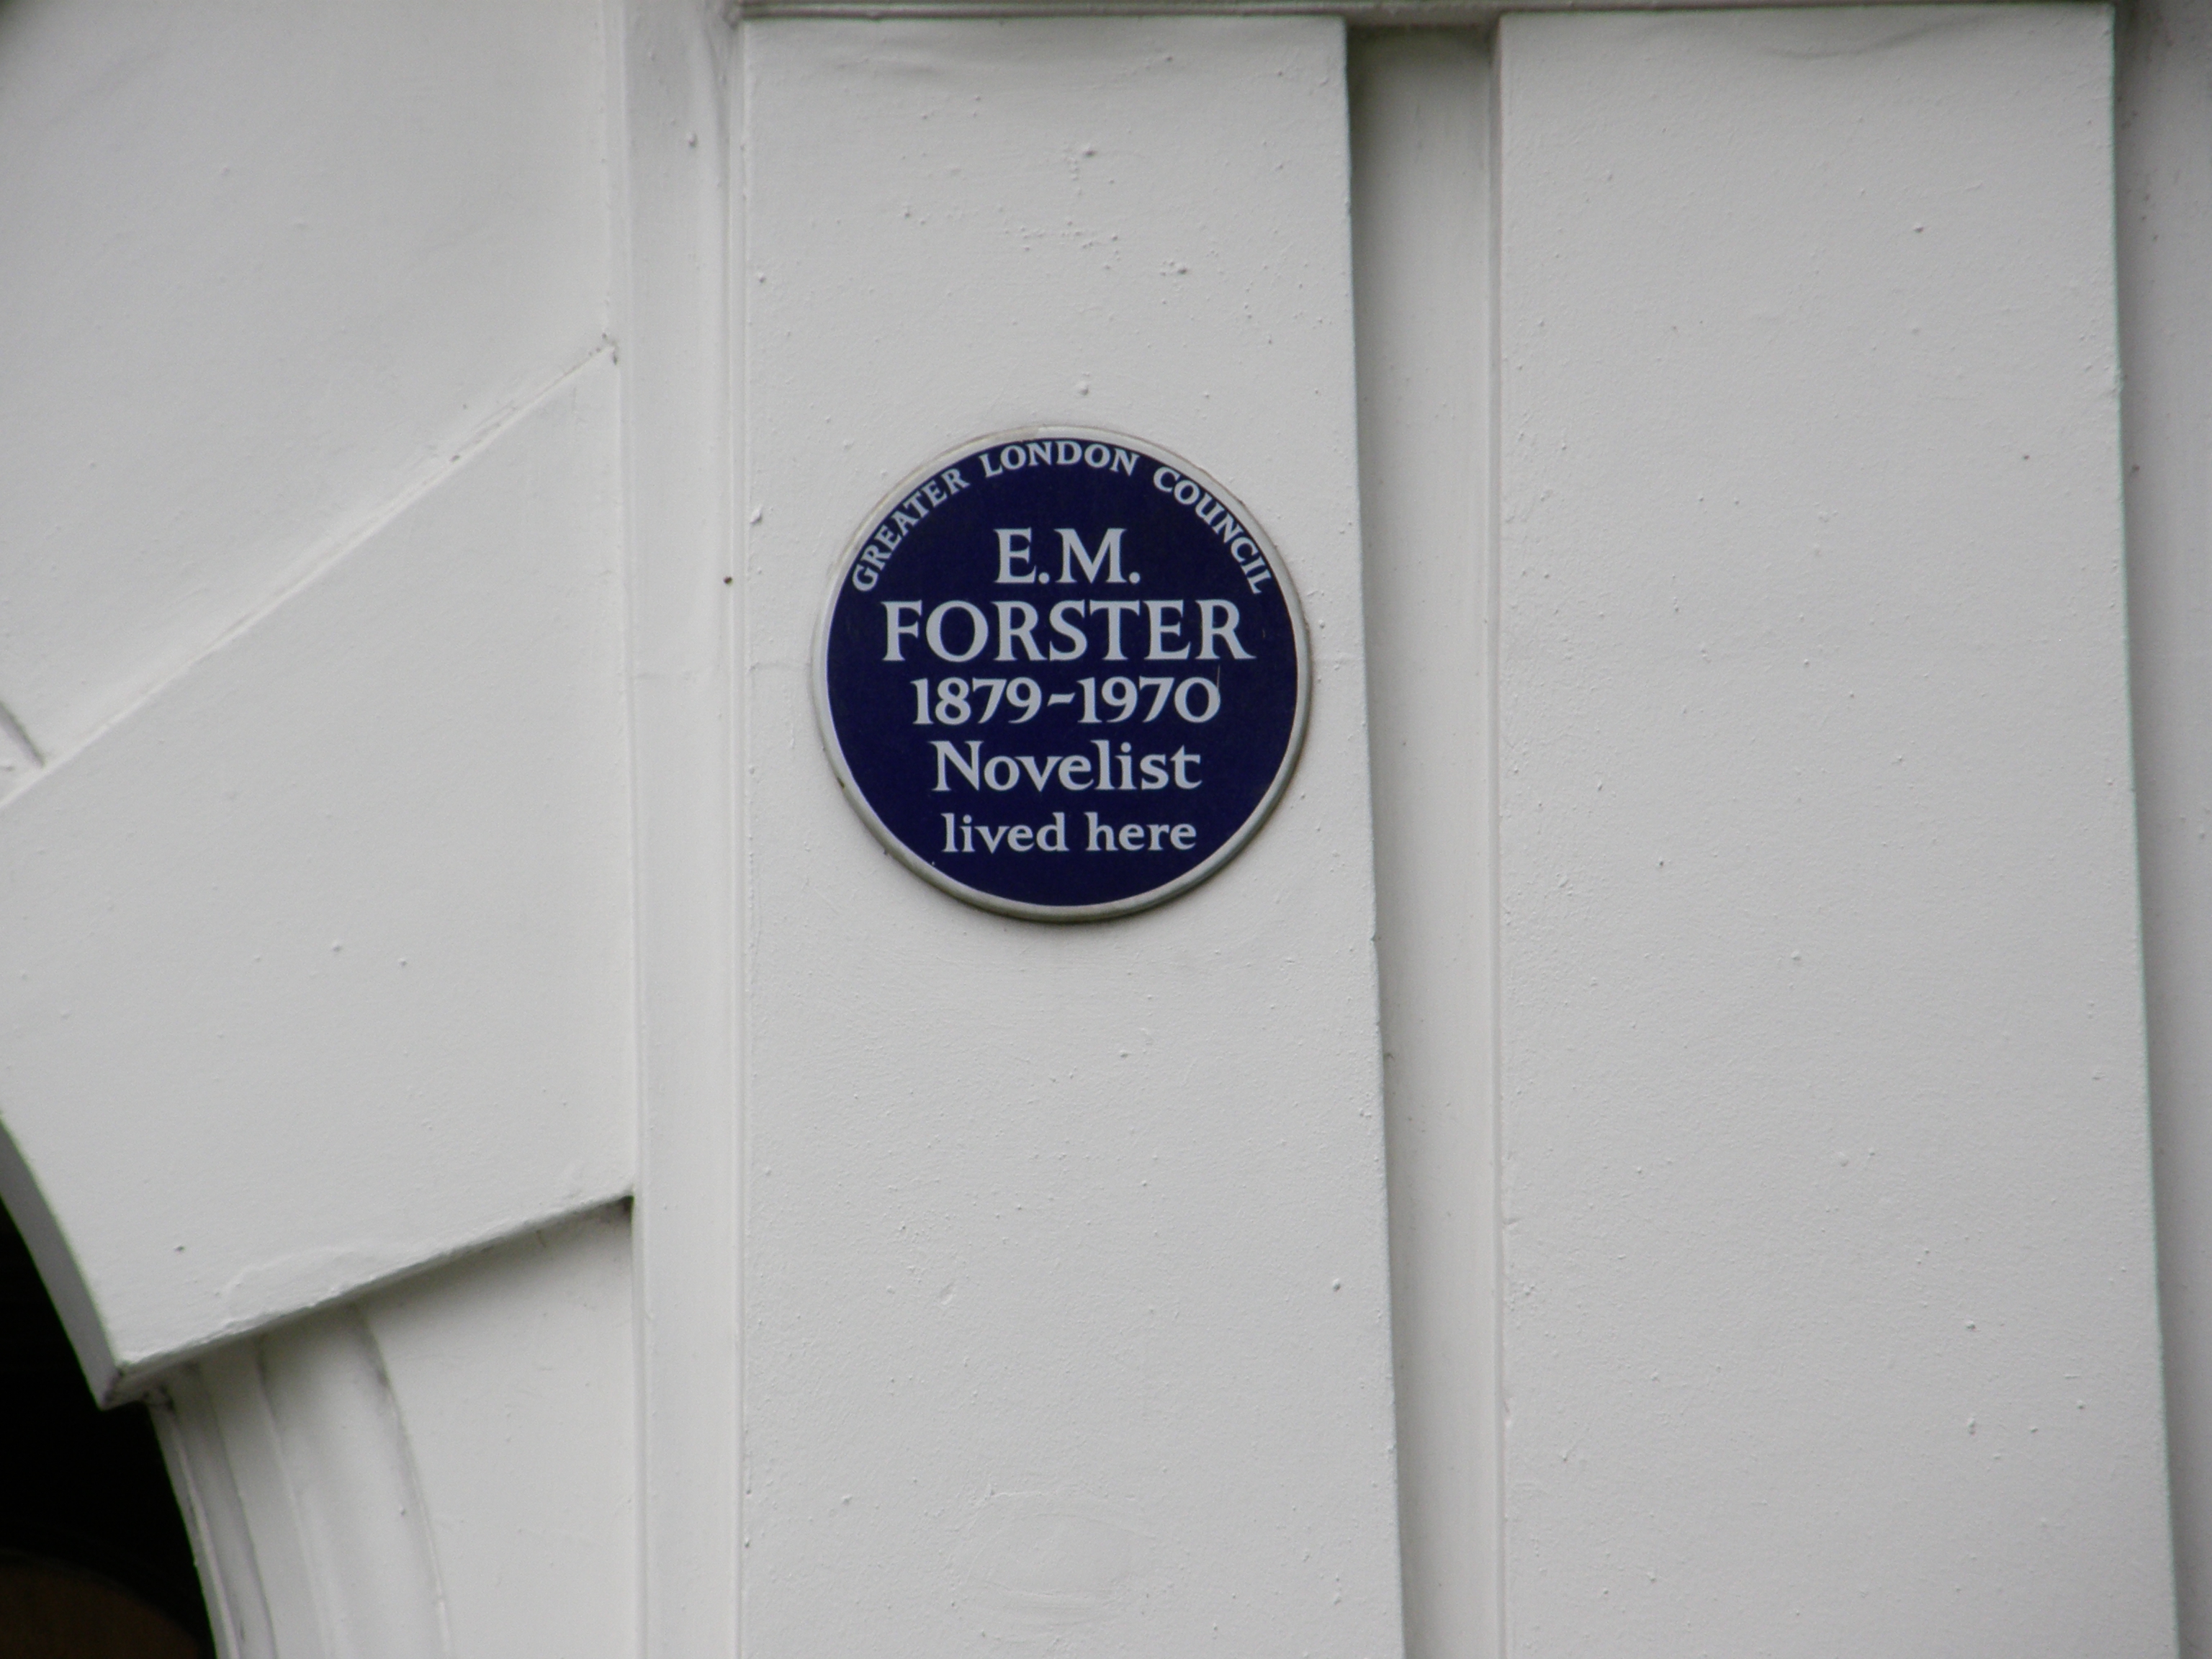 GREATER LONDON COUNCIL
E.M.
FORSTER
1879-1970
Novelist
lived here